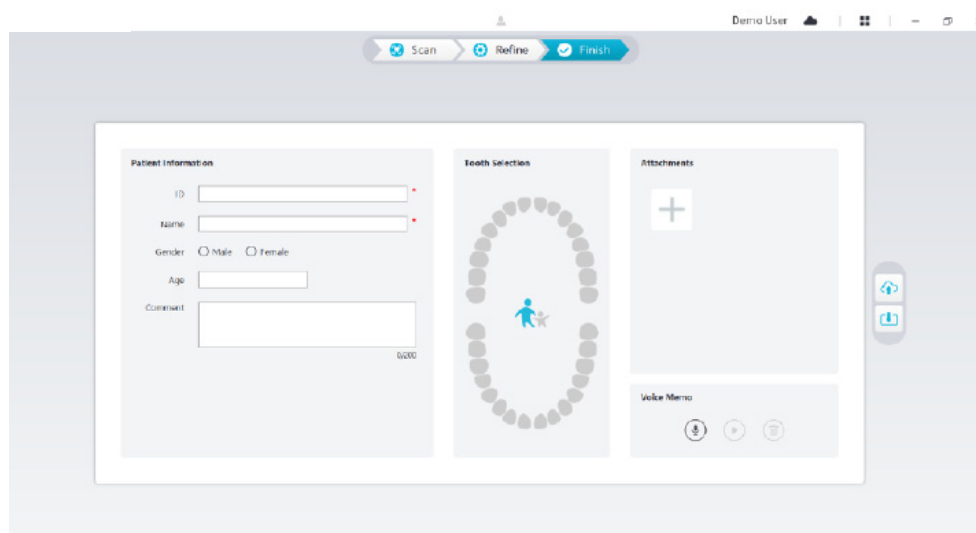 Demo User
Scan
Refine
Finish
Patient Information
ID
*
Name
*
Gender
Male
Female
Age
Comment
0/200
Tooth Selection
Attachments
Voice Memo